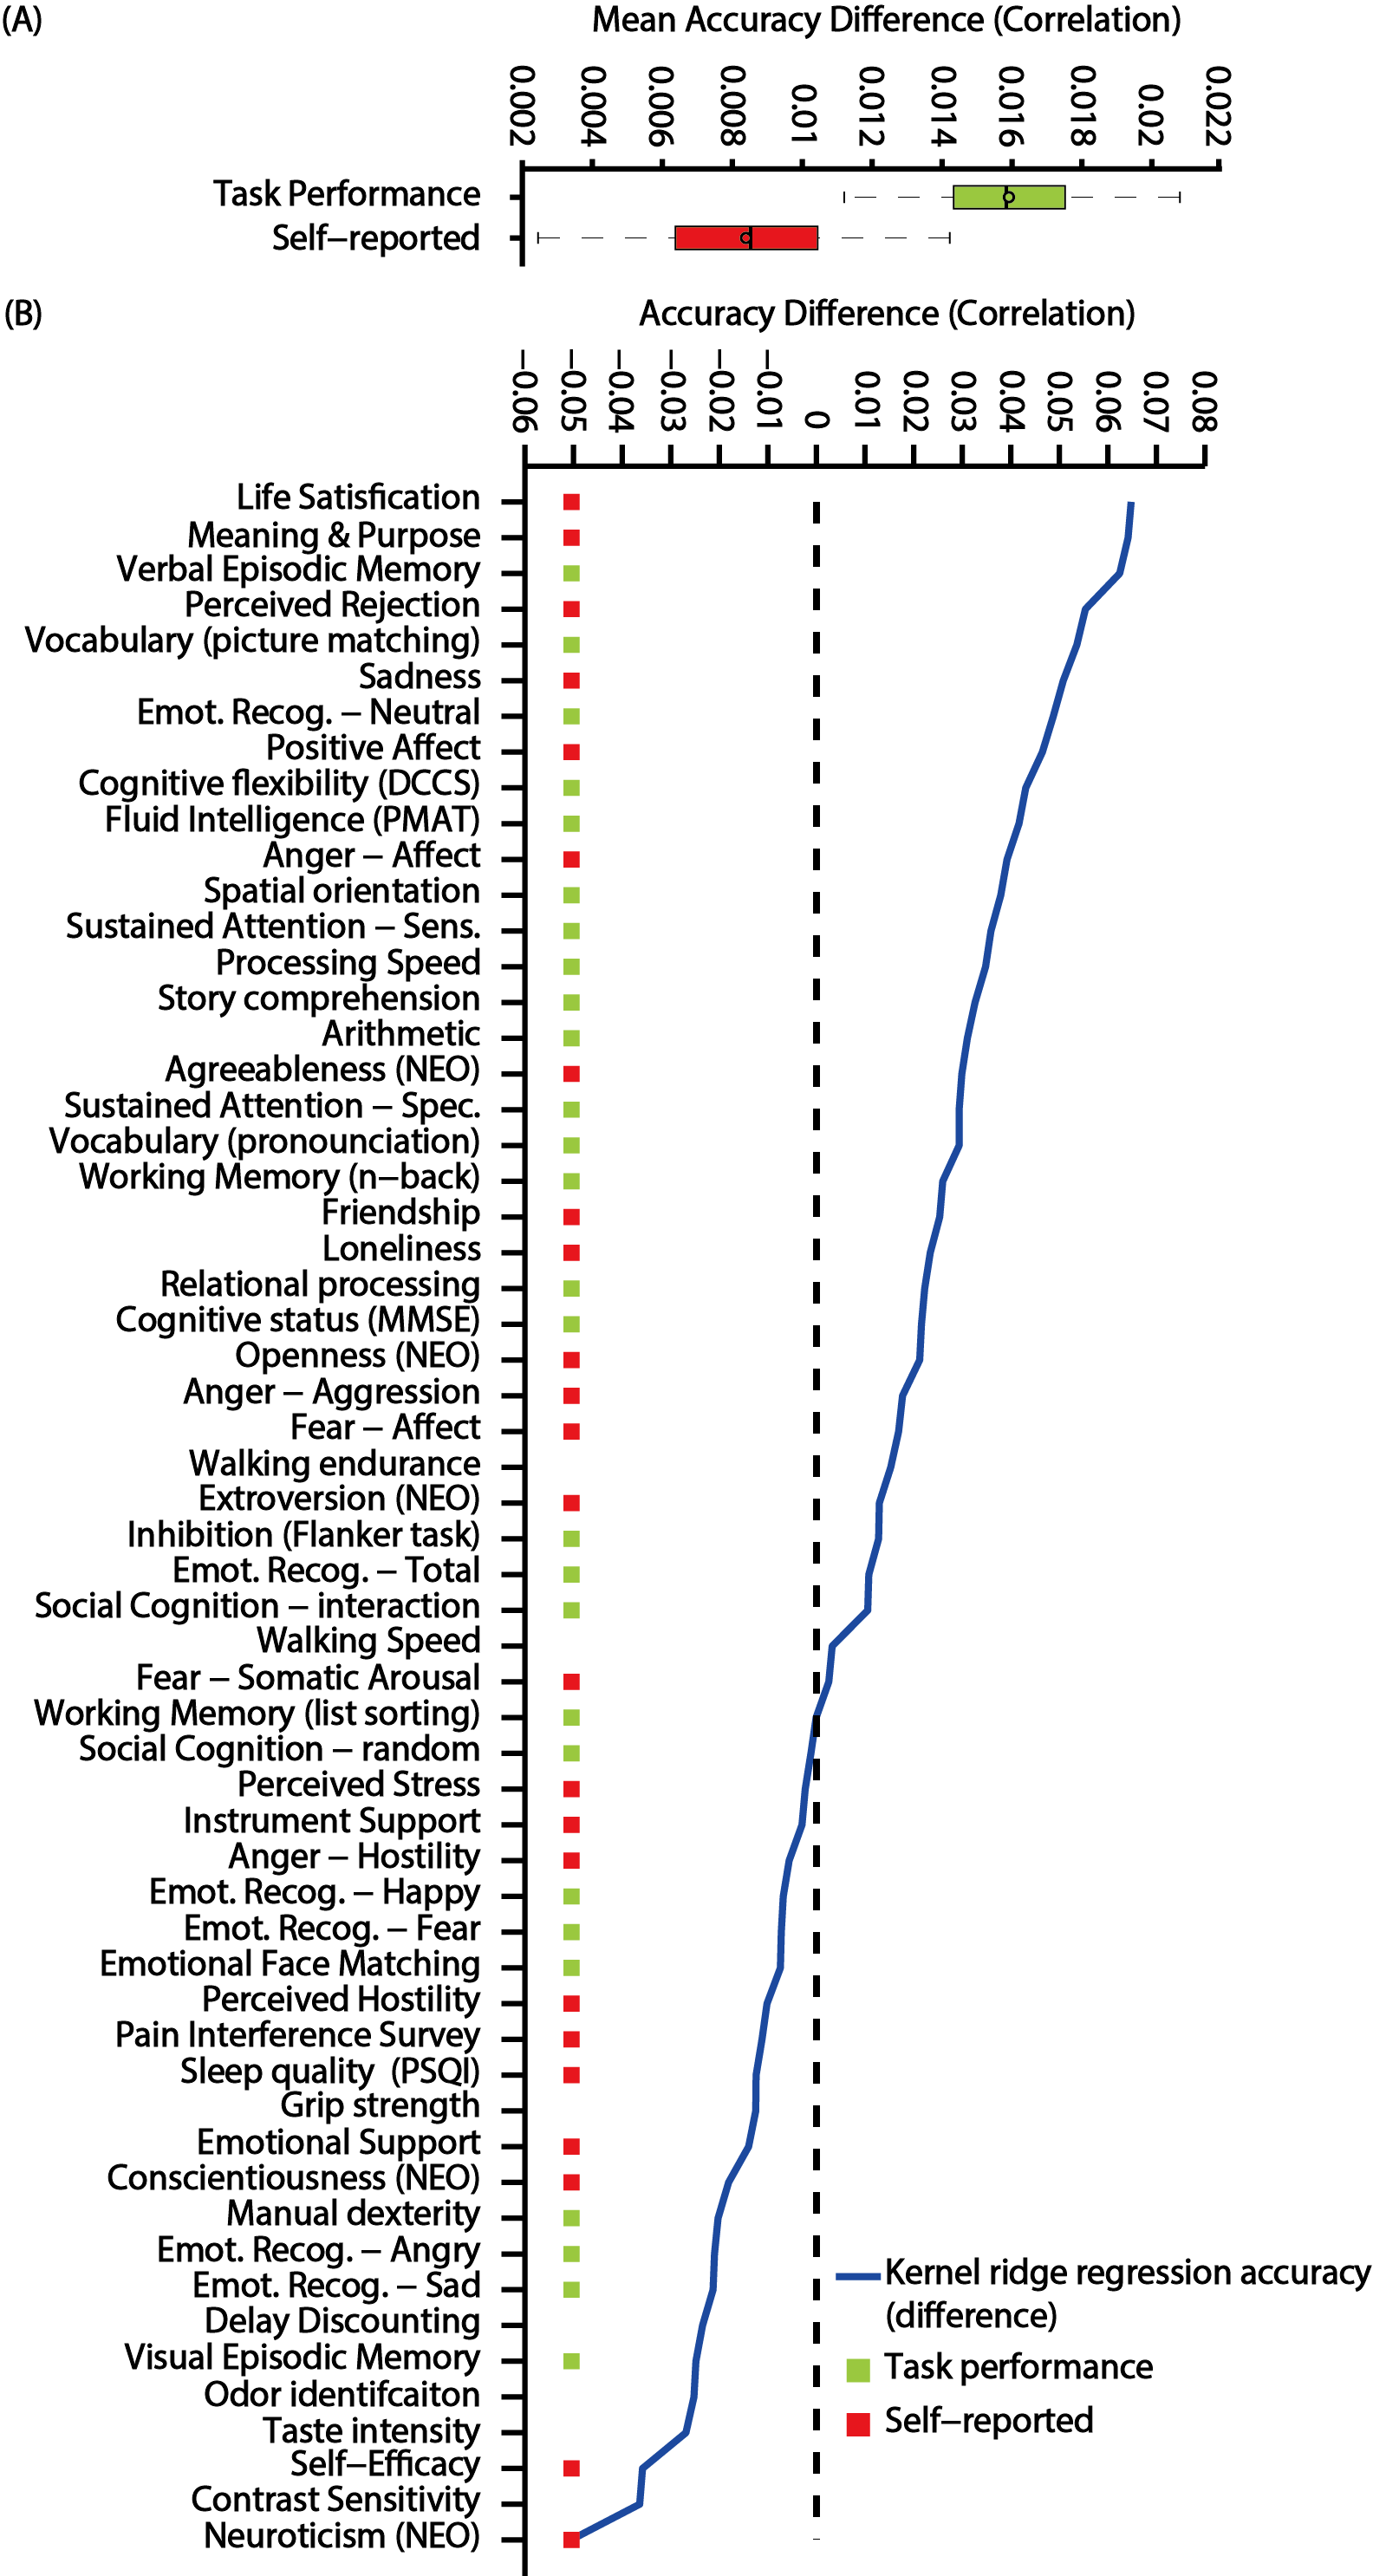 (A)
Mean Accuracy Difference (Correlation)
0.002 0.004 0.006 0.008 0.01 0.012 0.014 0.016 0.018 0.02 0.022
Task Performance
Self−reported
(B)
Accuracy Difference (Correlation)
−0.06 −0.05 −0.04 −0.03 −0.02 −0.01 0 0.01 0.02 0.03 0.04 0.05 0.06 0.07 0.08
Life Satisfication
Meaning & Purpose
Verbal Episodic Memory
Perceived Rejection
Vocabulary (picture matching)
Sadness
Emot. Recog. − Neutral
Positive Affect
Cognitive flexibility (DCCS)
Fluid Intelligence (PMAT)
Anger − Affect
Spatial orientation
Sustained Attention − Sens.
Processing Speed
Story comprehension
Arithmetic
Agreeableness (NEO)
Sustained Attention − Spec.
Vocabulary (pronounciation)
Working Memory (n−back)
Friendship
Loneliness
Relational processing
Cognitive status (MMSE)
Openness (NEO)
Anger − Aggression
Fear − Affect
Walking endurance
Extroversion (NEO)
Inhibition (Flanker task)
Emot. Recog. − Total
Social Cognition − interaction
Walking Speed
Fear − Somatic Arousal
Working Memory (list sorting)
Social Cognition − random
Perceived Stress
Instrument Support
Anger − Hostility
Emot. Recog. − Happy
Emot. Recog. − Fear
Emotional Face Matching
Perceived Hostility
Pain Interference Survey
Sleep quality (PSQI)
Grip strength
Emotional Support
Conscientiousness (NEO)
Manual dexterity
Emot. Recog. − Angry
Emot. Recog. − Sad
Delay Discounting
Visual Episodic Memory
Odor identifcaiton
Taste intensity
Self−Efficacy
Contrast Sensitivity
Neuroticism (NEO)
Kernel ridge regression accuracy
(difference)
Task performance
Self−reported